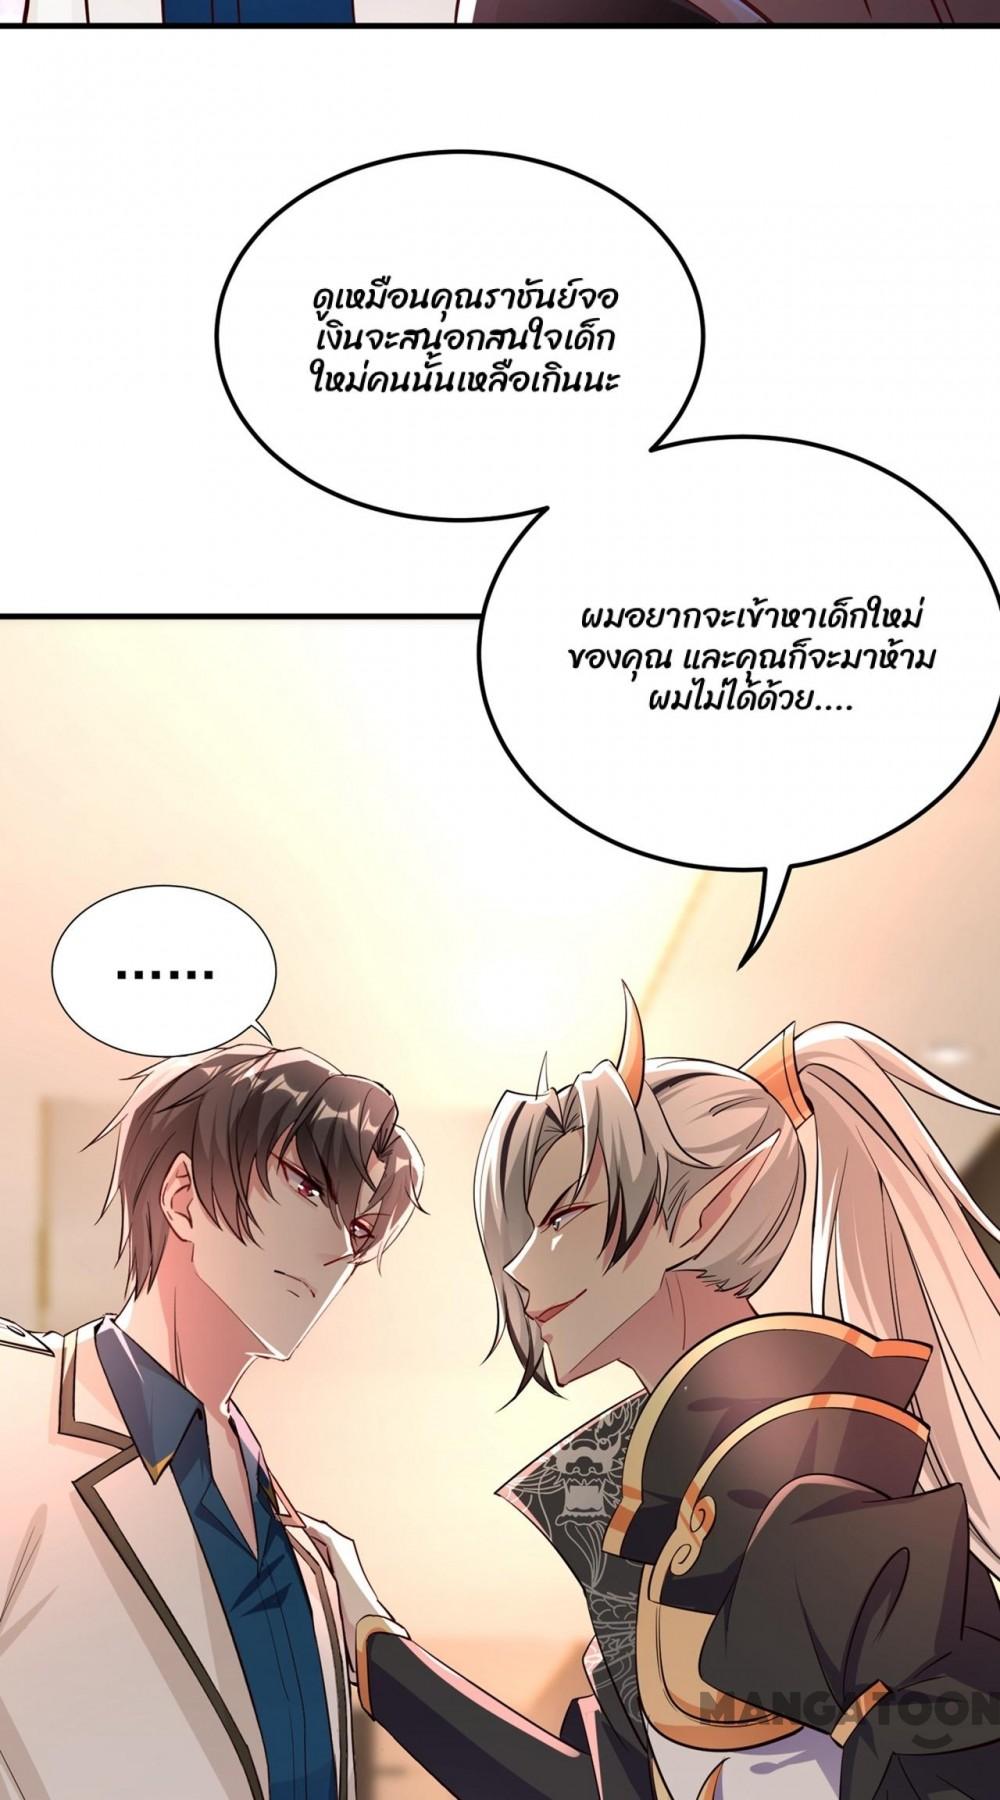 ดูเหมือนคุณราชันย์จอ
เงินจะสนอกสนใจเด็ก
ใหม่คนนั้นเหลือเกินนะ
ผมอยากจะเข้าหาเด็กใหม่
ของคุณ และคุณก็จะมาห้าม
ผมไม่ได้ด้วย....
......
MANGATOON